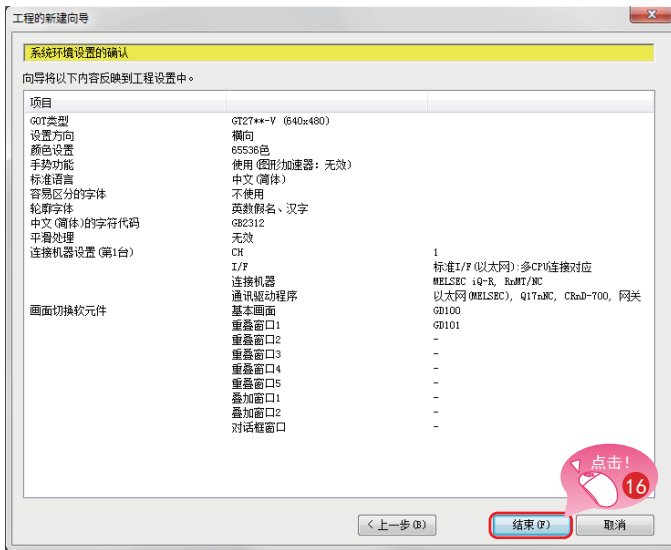 工程的新建向导
系统环境设置的确认
向导将以下内容反映到工程设置中。
项目
GOT类型 GT27**-V (640x480)
设置方向 横向
颜色设置 65536色
手势功能 使用(图形加速器：无效)
标准语言 中文(简体)
容易区分的字体 不使用
轮廓字体 英数假名、汉字
中文(简体)的字符代码 GB2312
平滑处理 无效
连接机器设置(第1台) CH 1
I/F 标准I/F(以太网):多CPU连接对应
连接机器 MELSEC iQ-R, RnMT/NC
通讯驱动程序 以太网(MELSEC), Q17nNC, CRnD-700, 网关
画面切换软元件 基本画面 GD100
重叠窗口1 GD101
重叠窗口2 -
重叠窗口3 -
重叠窗口4 -
重叠窗口5 -
叠加窗口1 -
叠加窗口2 -
对话框窗口 -
点击!
16
<上一步(B) 结束(F) 取消